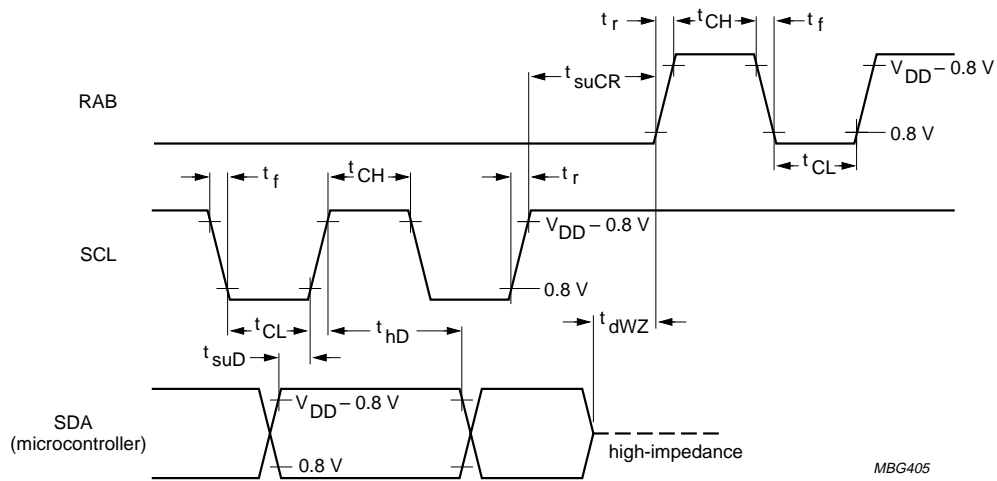 t r t CH t f
t suCR
V DD – 0.8 V
RAB
0.8 V
t CL
t f t CH t r
V DD – 0.8 V
SCL
0.8 V
t CL t hD t dWZ
t suD
V DD – 0.8 V
SDA
(microcontroller)
high-impedance
0.8 V
MBG405